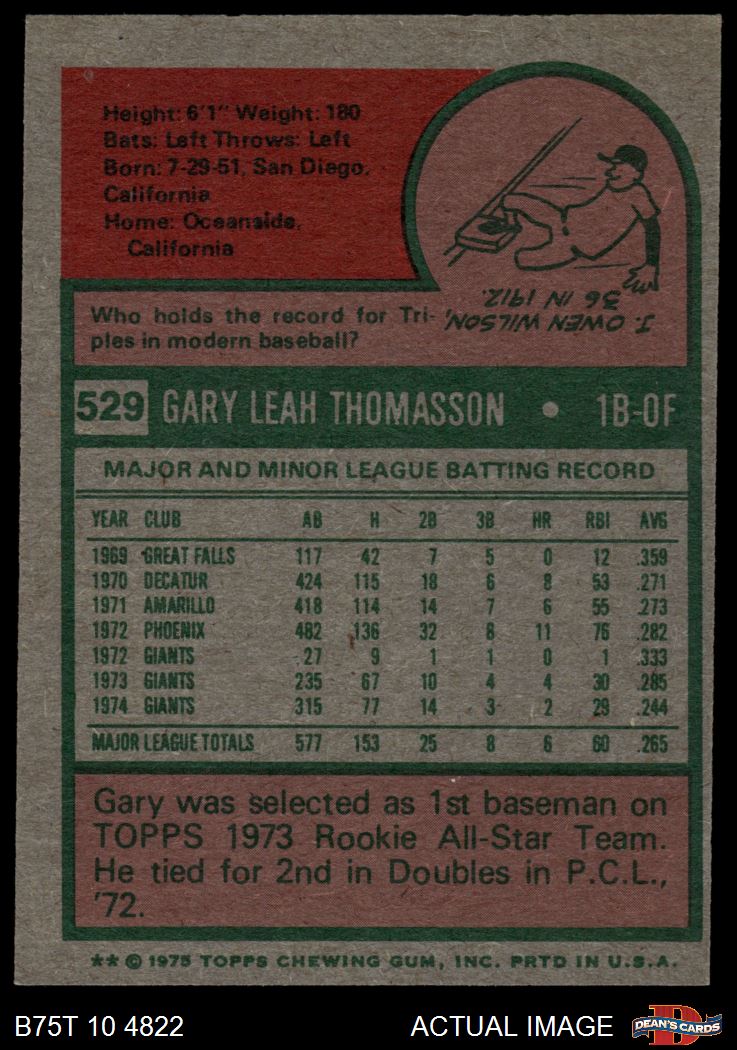 Height: 6'1" Weight: 180
Bats: Left Throws: Left
Born: 7-29-51, San Diego,
California
Home: Oceanside,
California
Who holds the record for Tri-
ples in modern baseball?
J. OWEN WILSON,
36 IN 1912.
529 GARY LEAH THOMASSON • 1B-OF
MAJOR AND MINOR LEAGUE BATTING RECORD
YEAR CLUB AB H 2B 3B HR RBI AVG
1969 GREAT FALLS 117 42 7 5 0 12 .359
1970 DECATUR 424 115 18 6 8 53 .271
1971 AMARILLO 418 114 14 7 6 55 .273
1972 PHOENIX 482 136 32 8 11 76 .282
1972 GIANTS 27 9 1 1 0 1 .333
1973 GIANTS 235 67 10 4 4 30 .285
1974 GIANTS 315 77 14 3 2 29 .244
MAJOR LEAGUE TOTALS 577 153 25 8 6 60 .265
Gary was selected as 1st baseman on
TOPPS 1973 Rookie All-Star Team.
He tied for 2nd in Doubles in P.C.L.,
'72.
** © 1975 TOPPS CHEWING GUM, INC. PRTD IN U.S.A.
B75T 10 4822 ACTUAL IMAGE
DEAN'S CARDS